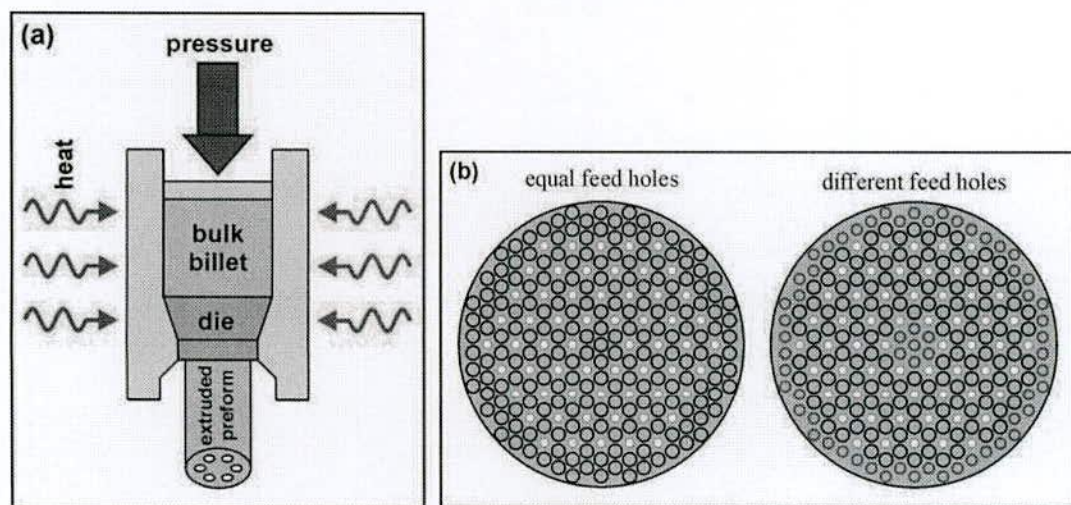 (a)
pressure
heat
bulk
billet
die
extruded
preform
(b)
equal feed holes
different feed holes